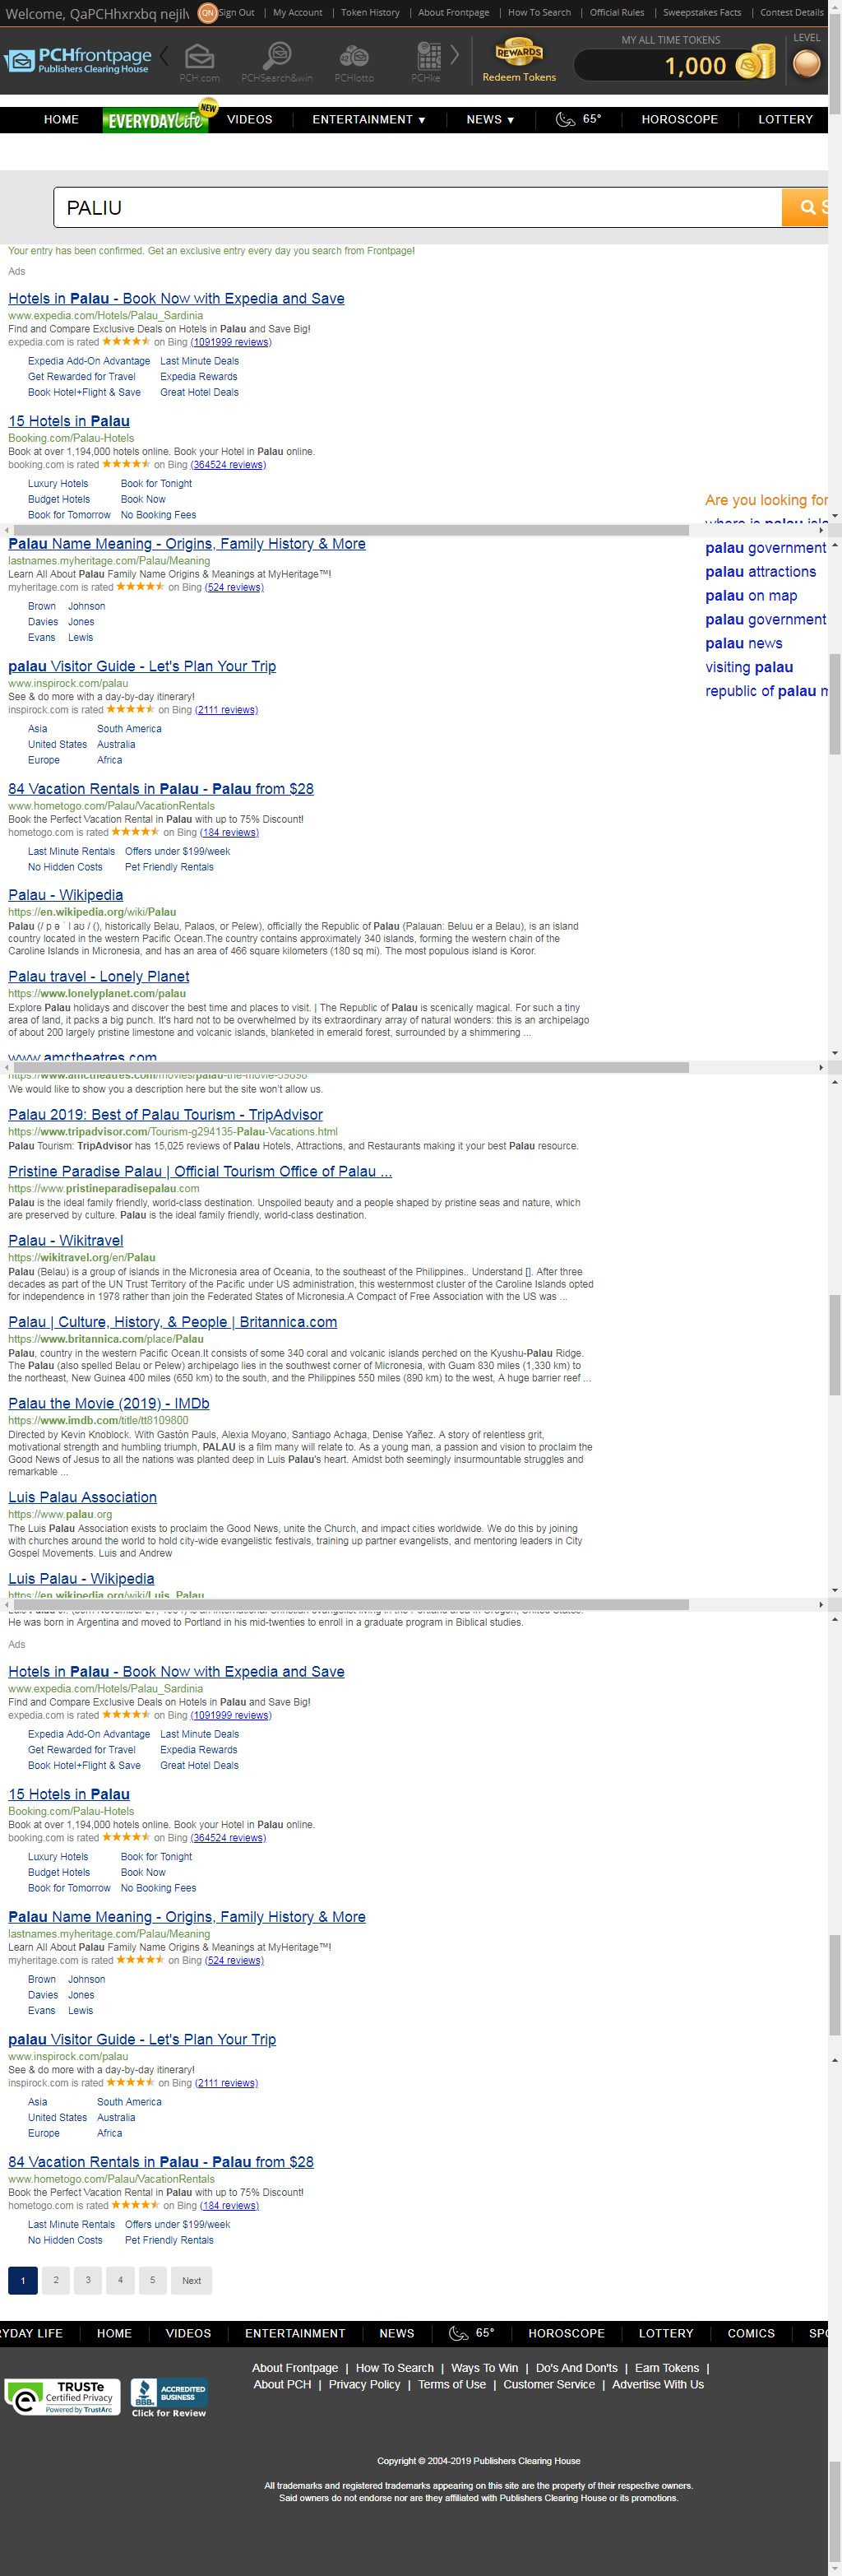 Welcome, QaPCHhxrxbq nejil
QN
Sign Out | My Account | Token History | About Frontpage | How To Search | Official Rules | Sweepstakes Facts | Contest Details
PCHfrontpage
Publishers Clearing House
PCH.com
PCHSearch&win
PCHlotto
REWARDS
Redeem Tokens
MY ALL TIME TOKENS
1,000
LEVEL
HOME
EVERYDAY Life
NEW
VIDEOS
ENTERTAINMENT ▼
NEWS ▼
65°
HOROSCOPE
LOTTERY
PALIU
S
Your entry has been confirmed. Get an exclusive entry every day you search from Frontpage!
Ads
Hotels in Palau - Book Now with Expedia and Save
www.expedia.com/Hotels/Palau_Sardinia
Find and Compare Exclusive Deals on Hotels in Palau and Save Big!
expedia.com is rated ★★★★★ on Bing (1091999 reviews)
Expedia Add-On Advantage Last Minute Deals
Get Rewarded for Travel Expedia Rewards
Book Hotel+Flight & Save Great Hotel Deals
15 Hotels in Palau
Booking.com/Palau-Hotels
Book at over 1,194,000 hotels online. Book your Hotel in Palau online.
booking.com is rated ★★★★★ on Bing (364524 reviews)
Luxury Hotels Book for Tonight
Budget Hotels Book Now
Book for Tomorrow No Booking Fees
Are you looking for
Palau Name Meaning - Origins, Family History & More
lastnames.myheritage.com/Palau/Meaning
Learn All About Palau Family Name Origins & Meanings at MyHeritage™!
myheritage.com is rated ★★★★★ on Bing (524 reviews)
Brown Johnson
Davies Jones
Evans Lewis
palau government
palau attractions
palau on map
palau government
palau news
visiting palau
republic of palau m
palau Visitor Guide - Let's Plan Your Trip
www.inspirock.com/palau
See & do more with a day-by-day itinerary!
inspirock.com is rated ★★★★★ on Bing (2111 reviews)
Asia South America
United States Australia
Europe Africa
84 Vacation Rentals in Palau - Palau from $28
www.hometogo.com/Palau/VacationRentals
Book the Perfect Vacation Rental in Palau with up to 75% Discount!
hometogo.com is rated ★★★★★ on Bing (184 reviews)
Last Minute Rentals Offers under $199/week
No Hidden Costs Pet Friendly Rentals
Palau - Wikipedia
https://en.wikipedia.org/wiki/Palau
Palau (/ p ə ˈ l aʊ / (), historically Belau, Palaos, or Pelew), officially the Republic of Palau (Palauan: Beluu er a Belau), is an island
country located in the western Pacific Ocean.The country contains approximately 340 islands, forming the western chain of the
Caroline Islands in Micronesia, and has an area of 466 square kilometers (180 sq mi). The most populous island is Koror.
Palau travel - Lonely Planet
https://www.lonelyplanet.com/palau
Explore Palau holidays and discover the best time and places to visit. | The Republic of Palau is scenically magical. For such a tiny
area of land, it packs a big punch. It's hard not to be overwhelmed by its extraordinary array of natural wonders: this is an archipelago
of about 200 largely pristine limestone and volcanic islands, blanketed in emerald forest, surrounded by a shimmering ...
www.amctheatres.com
We would like to show you a description here but the site won't allow us.
Palau 2019: Best of Palau Tourism - TripAdvisor
https://www.tripadvisor.com/Tourism-g294135-Palau-Vacations.html
Palau Tourism: TripAdvisor has 15,025 reviews of Palau Hotels, Attractions, and Restaurants making it your best Palau resource.
Pristine Paradise Palau | Official Tourism Office of Palau ...
https://www.pristineparadisepalau.com
Palau is the ideal family friendly, world-class destination. Unspoiled beauty and a people shaped by pristine seas and nature, which
are preserved by culture. Palau is the ideal family friendly, world-class destination.
Palau - Wikitravel
https://wikitravel.org/en/Palau
Palau (Belau) is a group of islands in the Micronesia area of Oceania, to the southeast of the Philippines.. Understand []. After three
decades as part of the UN Trust Territory of the Pacific under US administration, this westernmost cluster of the Caroline Islands opted
for independence in 1978 rather than join the Federated States of Micronesia.A Compact of Free Association with the US was ...
Palau | Culture, History, & People | Britannica.com
https://www.britannica.com/place/Palau
Palau, country in the western Pacific Ocean.It consists of some 340 coral and volcanic islands perched on the Kyushu-Palau Ridge.
The Palau (also spelled Belau or Pelew) archipelago lies in the southwest corner of Micronesia, with Guam 830 miles (1,330 km) to
the northeast, New Guinea 400 miles (650 km) to the south, and the Philippines 550 miles (890 km) to the west, A huge barrier reef ...
Palau the Movie (2019) - IMDb
https://www.imdb.com/title/tt8109800
Directed by Kevin Knoblock. With Gastón Pauls, Alexia Moyano, Santiago Achaga, Denise Yañez. A story of relentless grit,
motivational strength and humbling triumph, PALAU is a film many will relate to. As a young man, a passion and vision to proclaim the
Good News of Jesus to all the nations was planted deep in Luis Palau's heart. Amidst both seemingly insurmountable struggles and
remarkable ...
Luis Palau Association
https://www.palau.org
The Luis Palau Association exists to proclaim the Good News, unite the Church, and impact cities worldwide. We do this by joining
with churches around the world to hold city-wide evangelistic festivals, training up partner evangelists, and mentoring leaders in City
Gospel Movements. Luis and Andrew
Luis Palau - Wikipedia
https://en.wikipedia.org/wiki/Luis_Palau
He was born in Argentina and moved to Portland in his mid-twenties to enroll in a graduate program in Biblical studies.
Ads
Hotels in Palau - Book Now with Expedia and Save
www.expedia.com/Hotels/Palau_Sardinia
Find and Compare Exclusive Deals on Hotels in Palau and Save Big!
expedia.com is rated ★★★★★ on Bing (1091999 reviews)
Expedia Add-On Advantage Last Minute Deals
Get Rewarded for Travel Expedia Rewards
Book Hotel+Flight & Save Great Hotel Deals
15 Hotels in Palau
Booking.com/Palau-Hotels
Book at over 1,194,000 hotels online. Book your Hotel in Palau online.
booking.com is rated ★★★★★ on Bing (364524 reviews)
Luxury Hotels Book for Tonight
Budget Hotels Book Now
Book for Tomorrow No Booking Fees
Palau Name Meaning - Origins, Family History & More
lastnames.myheritage.com/Palau/Meaning
Learn All About Palau Family Name Origins & Meanings at MyHeritage™!
myheritage.com is rated ★★★★★ on Bing (524 reviews)
Brown Johnson
Davies Jones
Evans Lewis
palau Visitor Guide - Let's Plan Your Trip
www.inspirock.com/palau
See & do more with a day-by-day itinerary!
inspirock.com is rated ★★★★★ on Bing (2111 reviews)
Asia South America
United States Australia
Europe Africa
84 Vacation Rentals in Palau - Palau from $28
www.hometogo.com/Palau/VacationRentals
Book the Perfect Vacation Rental in Palau with up to 75% Discount!
hometogo.com is rated ★★★★★ on Bing (184 reviews)
Last Minute Rentals Offers under $199/week
No Hidden Costs Pet Friendly Rentals
1 2 3 4 5 Next
RYDAY LIFE HOME VIDEOS ENTERTAINMENT NEWS 65° HOROSCOPE LOTTERY COMICS SPO
TRUSTe
Certified Privacy
Powered by TrustArc
BBB
ACCREDITED
BUSINESS
Click for Review
About Frontpage | How To Search | Ways To Win | Do's And Don'ts | Earn Tokens |
About PCH | Privacy Policy | Terms of Use | Customer Service | Advertise With Us
Copyright © 2004-2019 Publishers Clearing House
All trademarks and registered trademarks appearing on this site are the property of their respective owners.
Said owners do not endorse nor are they affiliated with Publishers Clearing House or its promotions.